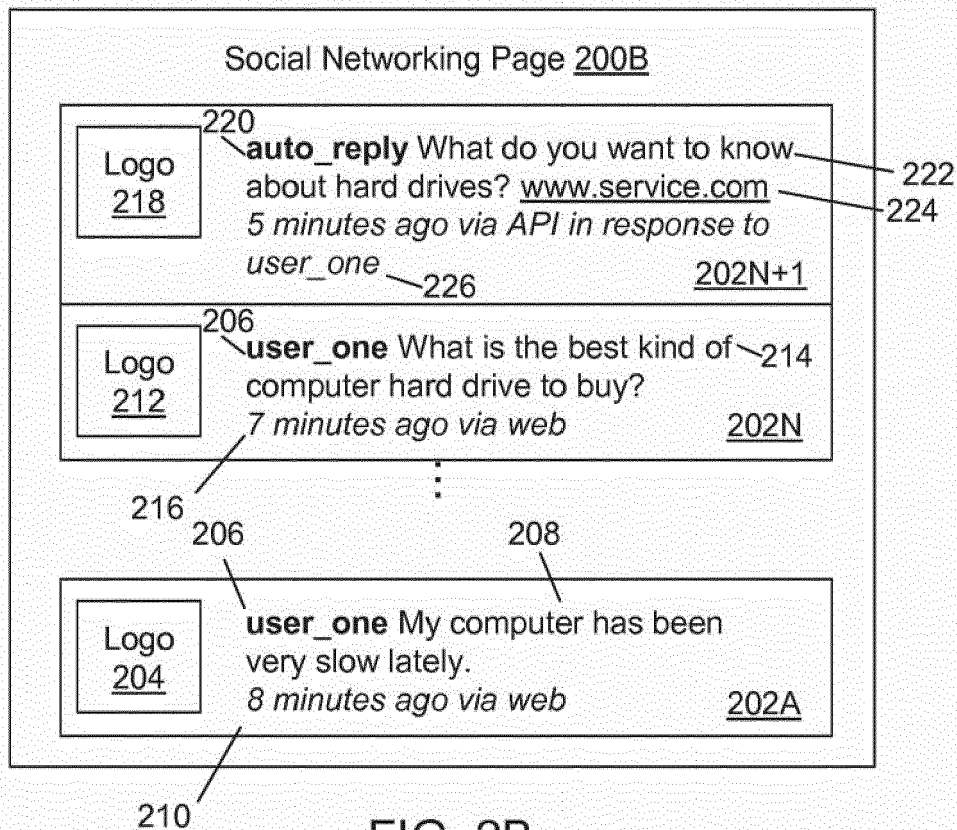 Social Networking Page 200B
220
Logo
218
auto_reply What do you want to know
about hard drives? www.service.com
5 minutes ago via API in response to
user_one
222
224
226
202N+1
206
Logo
212
user_one What is the best kind of
computer hard drive to buy?
7 minutes ago via web
214
202N
216
206
208
Logo
204
user_one My computer has been
very slow lately.
8 minutes ago via web
202A
210
FIG. 2B